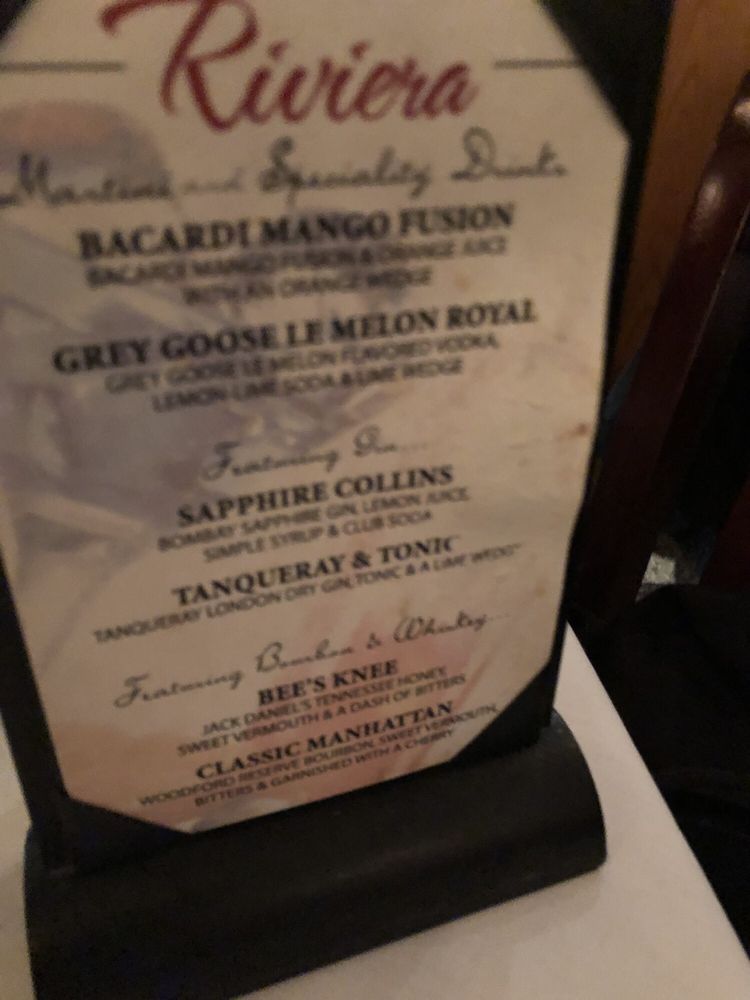 Riviera
Martinis and Speciality Drinks
BACARDI MANGO FUSION
BACARDI MANGO FUSION & ORANGE JUICE
WITH AN ORANGE WEDGE
GREY GOOSE LE MELON ROYAL
GREY GOOSE LE MELON FLAVORED VODKA,
LEMON-LIME SODA & LIME WEDGE
Featuring Gin...
SAPPHIRE COLLINS
BOMBAY SAPPHIRE GIN, LEMON JUICE,
SIMPLE SYRUP & CLUB SODA
TANQUERAY & TONIC
TANQUERAY LONDON DRY GIN, TONIC & A LIME WEDGE
Featuring Bourbon & Whiskey...
BEE'S KNEE
JACK DANIEL'S TENNESSEE HONEY,
SWEET VERMOUTH & A DASH OF BITTERS
CLASSIC MANHATTAN
WOODFORD RESERVE BOURBON, SWEET VERMOUTH,
BITTERS & GARNISHED WITH A CHERRY